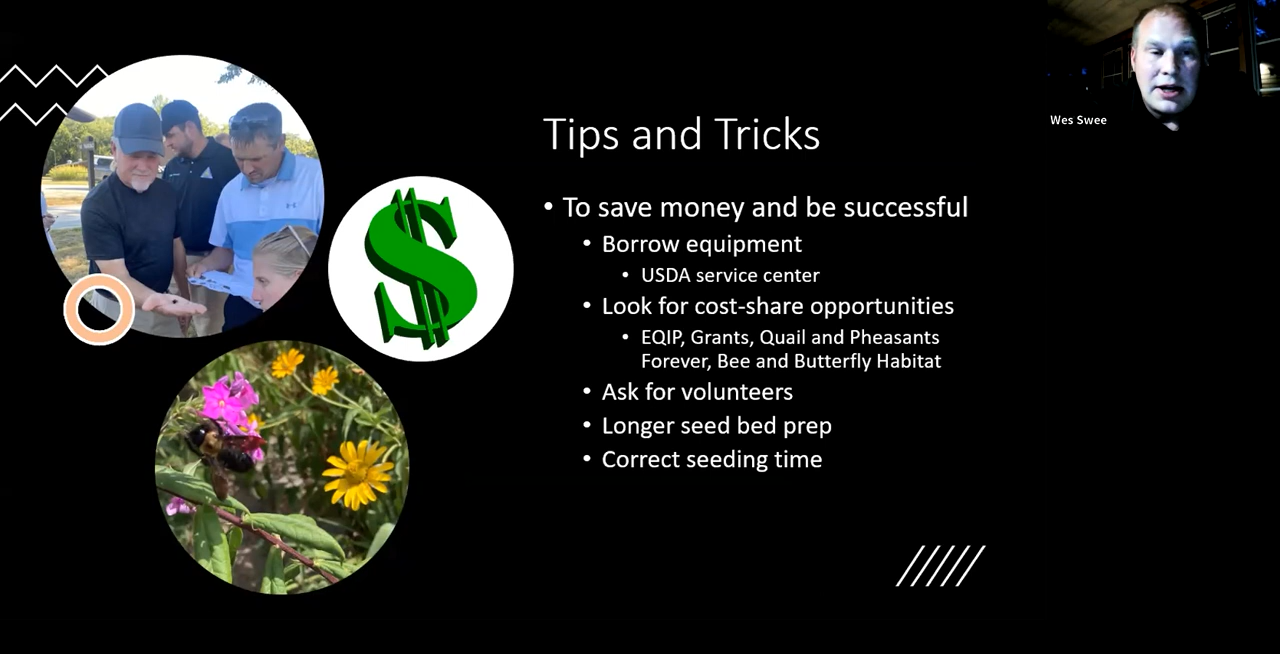 Tips and Tricks
• To save money and be successful
• Borrow equipment
• USDA service center
• Look for cost-share opportunities
• EQIP, Grants, Quail and Pheasants
Forever, Bee and Butterfly Habitat
• Ask for volunteers
• Longer seed bed prep
• Correct seeding time
Wes Swee